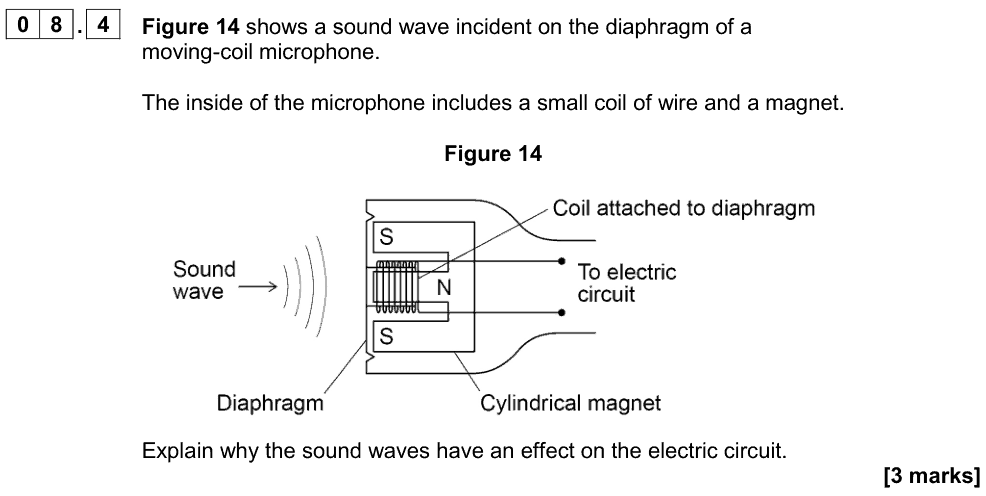 0 8 . 4 Figure 14 shows a sound wave incident on the diaphragm of a
moving-coil microphone.
The inside of the microphone includes a small coil of wire and a magnet.
Figure 14
Coil attached to diaphragm
S
Sound
wave
N
To electric
circuit
S
Diaphragm
Cylindrical magnet
Explain why the sound waves have an effect on the electric circuit.
[3 marks]